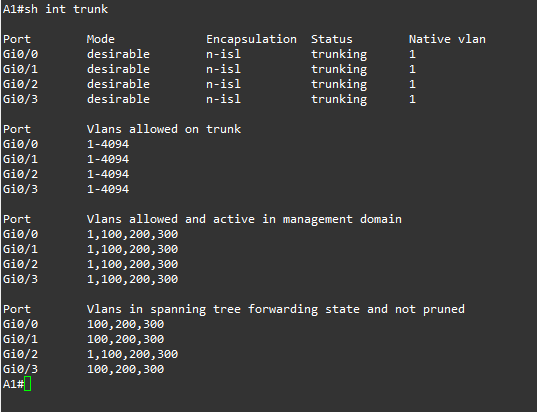 A1#sh int trunk
Port Mode Encapsulation Status Native vlan
Gi0/0 desirable n-isl trunking 1
Gi0/1 desirable n-isl trunking 1
Gi0/2 desirable n-isl trunking 1
Gi0/3 desirable n-isl trunking 1
Port Vlans allowed on trunk
Gi0/0 1-4094
Gi0/1 1-4094
Gi0/2 1-4094
Gi0/3 1-4094
Port Vlans allowed and active in management domain
Gi0/0 1,100,200,300
Gi0/1 1,100,200,300
Gi0/2 1,100,200,300
Gi0/3 1,100,200,300
Port Vlans in spanning tree forwarding state and not pruned
Gi0/0 100,200,300
Gi0/1 100,200,300
Gi0/2 1,100,200,300
Gi0/3 100,200,300
A1#